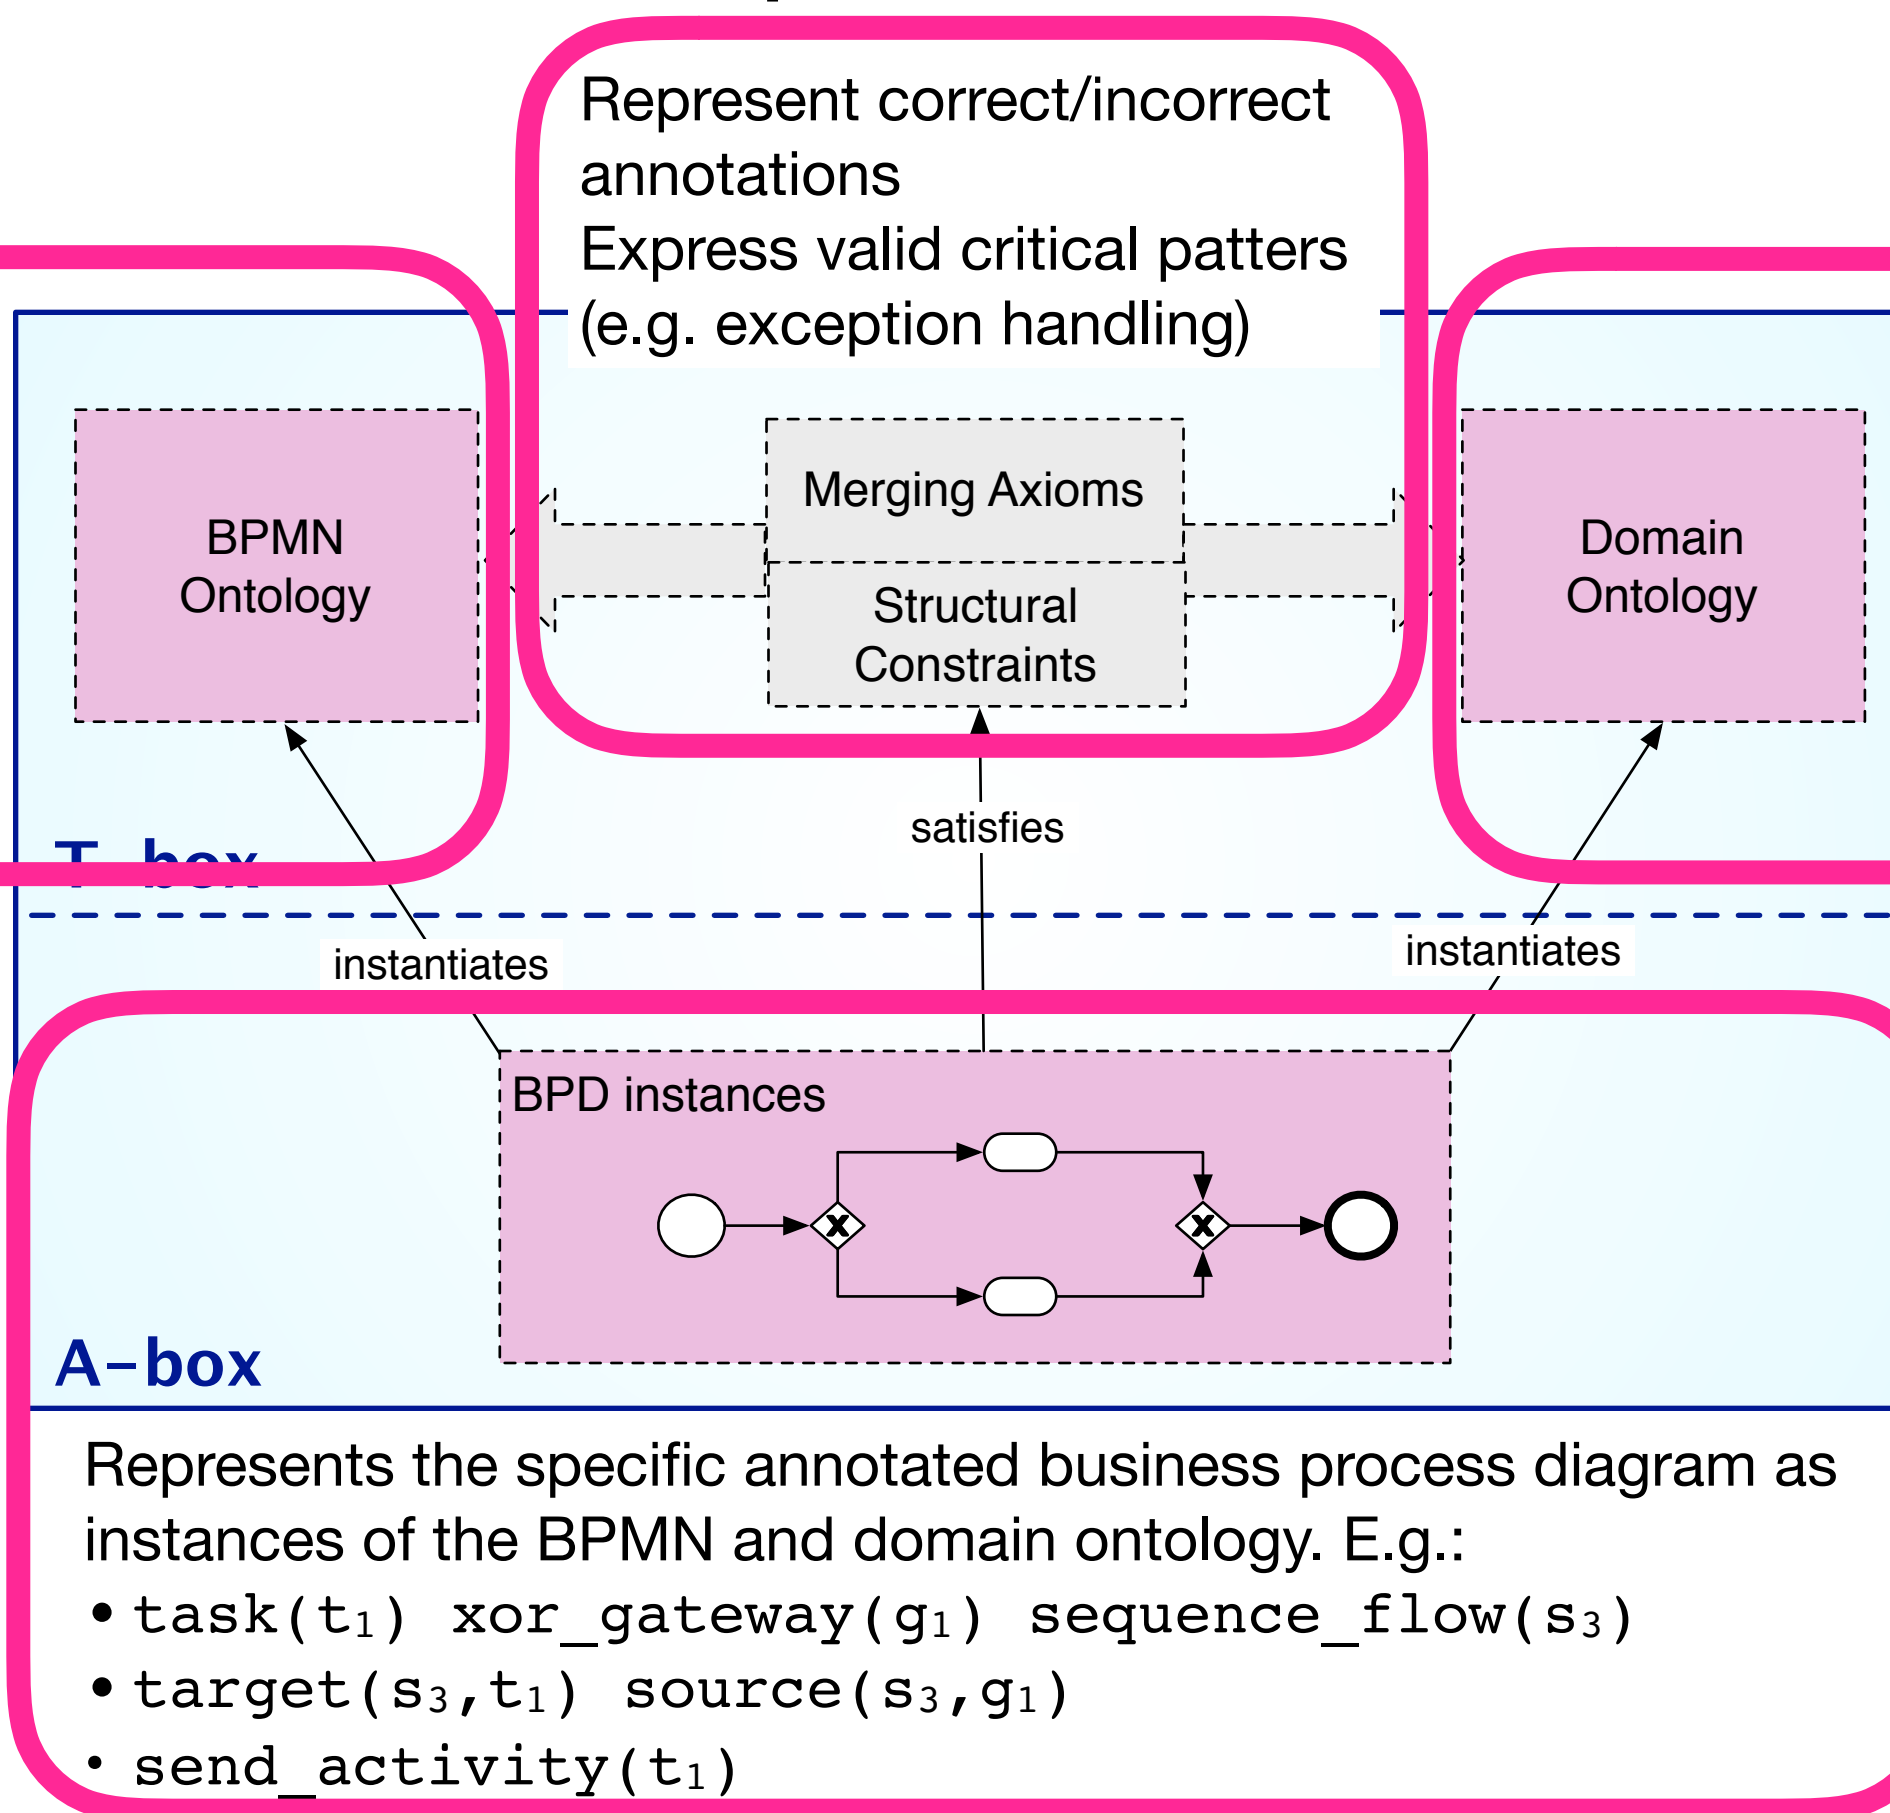 Represent correct/incorrect
annotations
Express valid critical patters
(e.g. exception handling)
BPMN
Ontology
Merging Axioms
Structural
Constraints
Domain
Ontology
satisfies
T-box
instantiates
instantiates
BPD instances
X
X
A-box
Represents the specific annotated business process diagram as
instances of the BPMN and domain ontology. E.g.:
• task(t₁) xor_gateway(g₁) sequence_flow(s₃)
• target(s₃,t₁) source(s₃,g₁)
• send_activity(t₁)